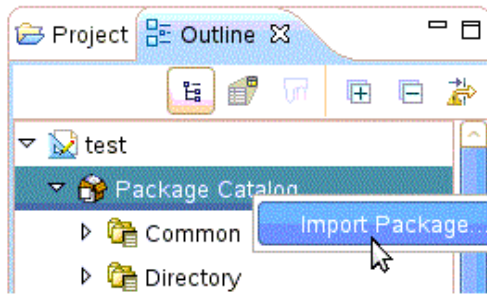 Project Outline
test
Package Catalog
Import Package...
Common
Directory